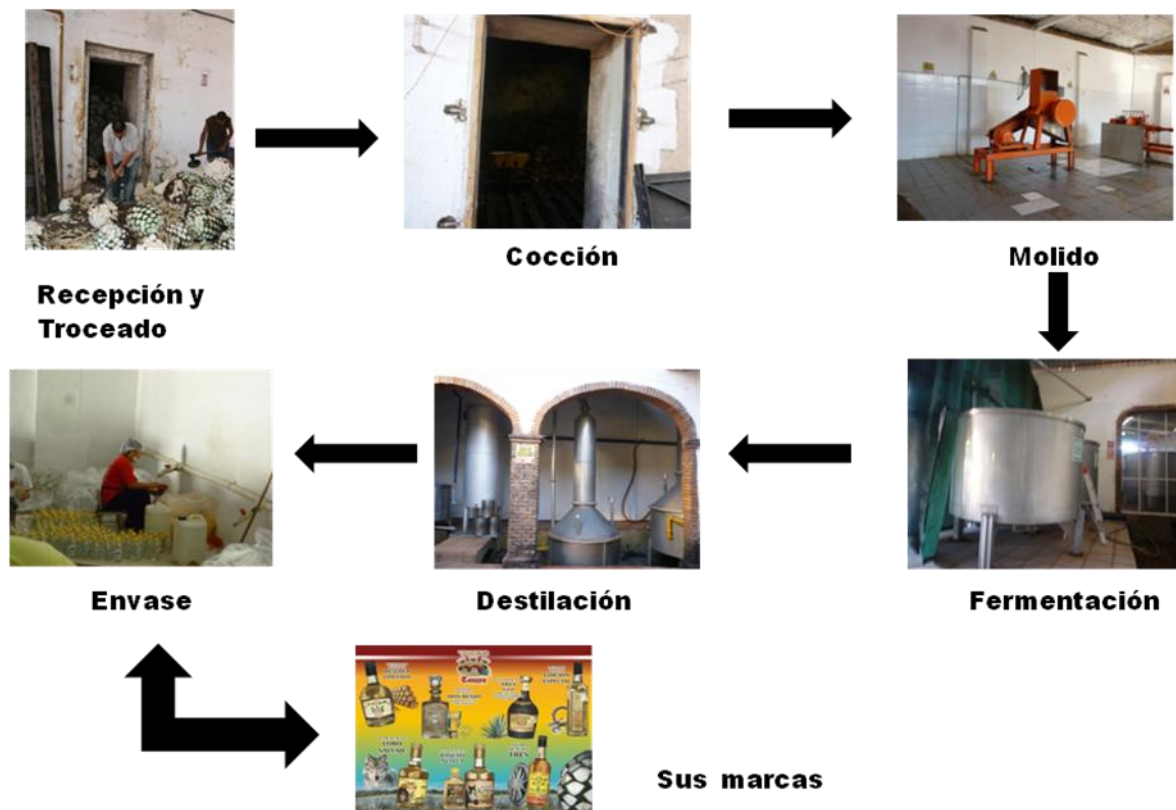 Recepción y
Troceado
Cocción
Molido
Envase
Destilación
Fermentación
Sus marcas